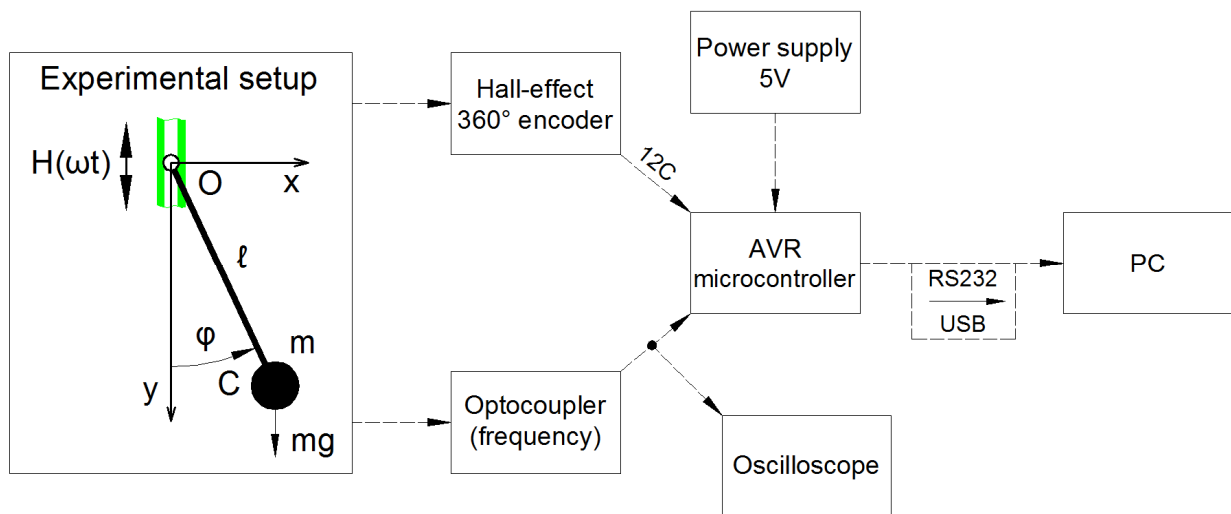 Experimental setup
H(ωt)
O
x
ℓ
φ
m
C
y
mg
Hall-effect
360° encoder
Power supply
5V
12C
AVR
microcontroller
RS232
USB
PC
Optocoupler
(frequency)
Oscilloscope